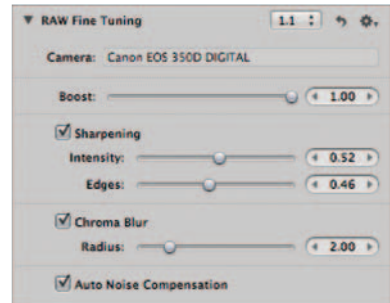 RAW Fine Tuning 1.1
Camera: Canon EOS 350D DIGITAL
Boost: 1.00
Sharpening
Intensity: 0.52
Edges: 0.46
Chroma Blur
Radius: 2.00
Auto Noise Compensation